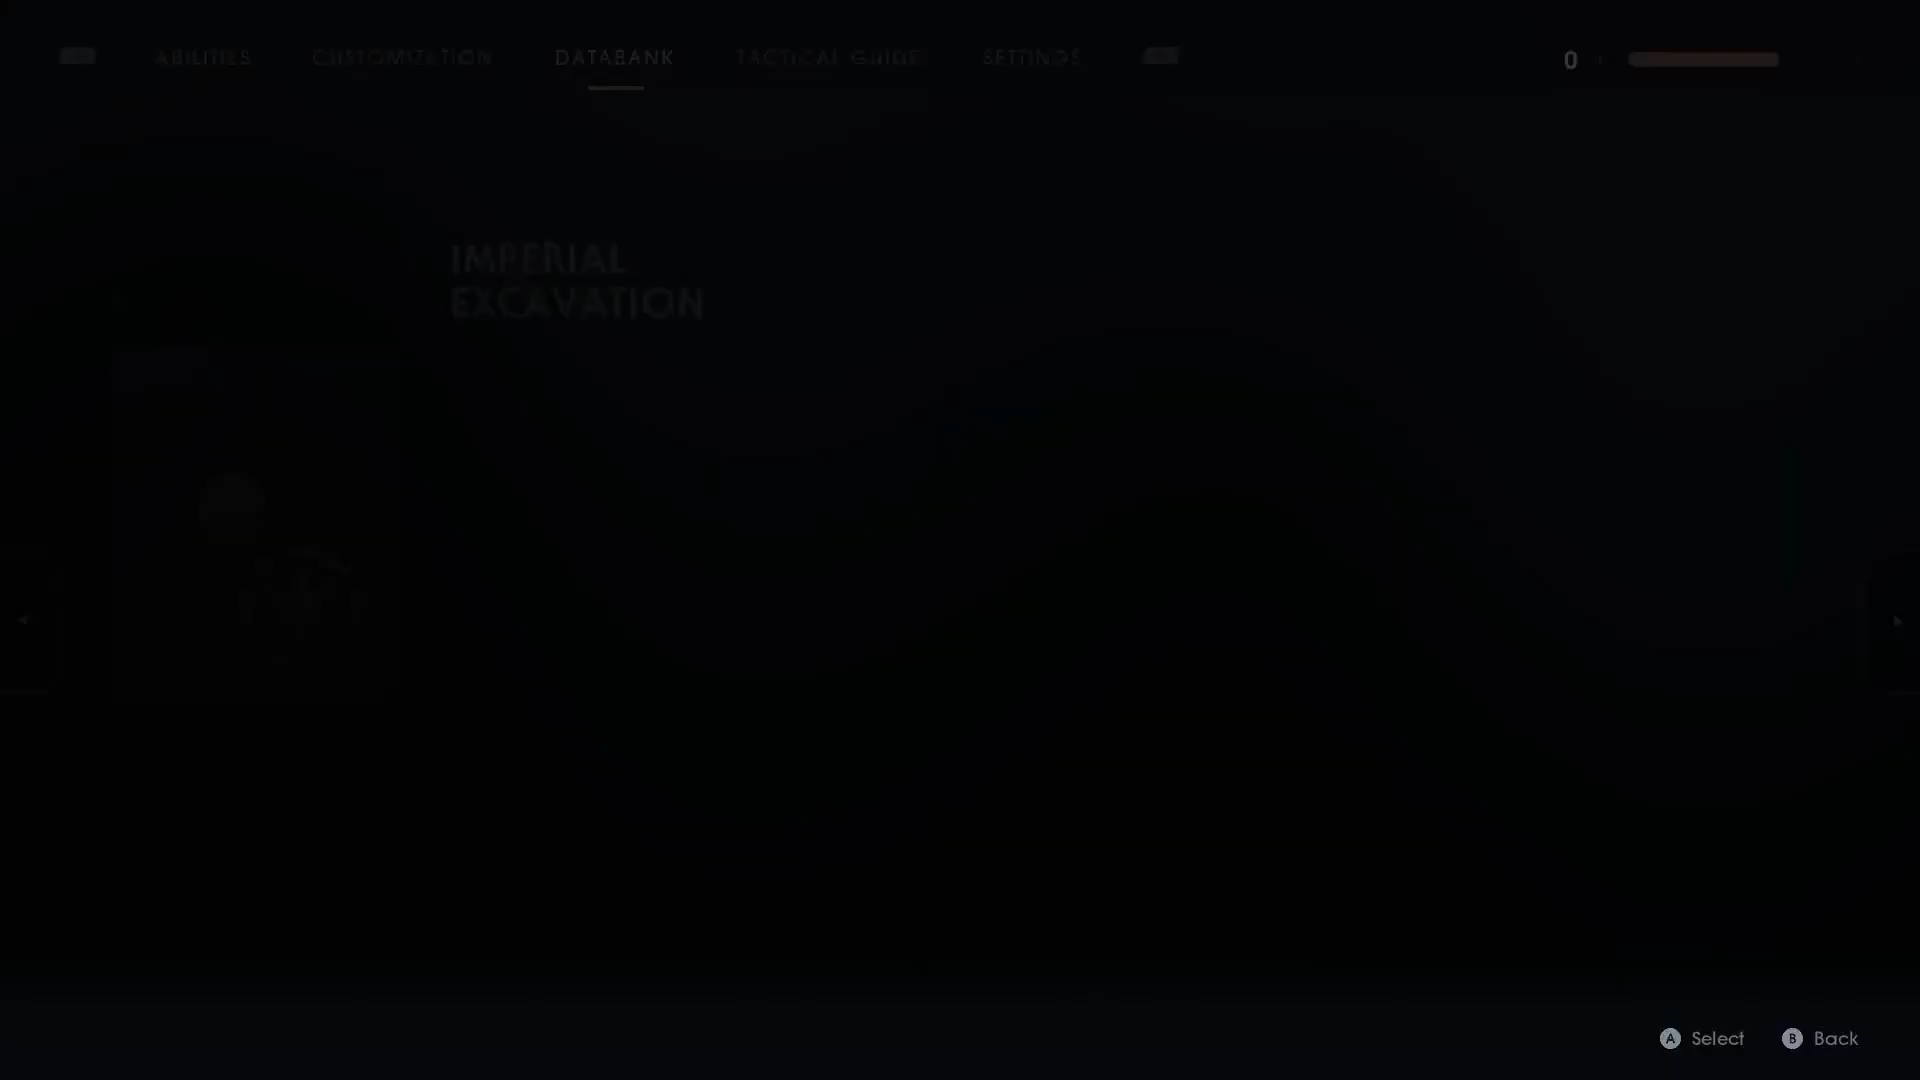 ABILITIES CUSTOMIZATION DATABANK TACTICAL GUIDE SETTINGS 0
IMPERIAL
EXCAVATION
A Select B Back